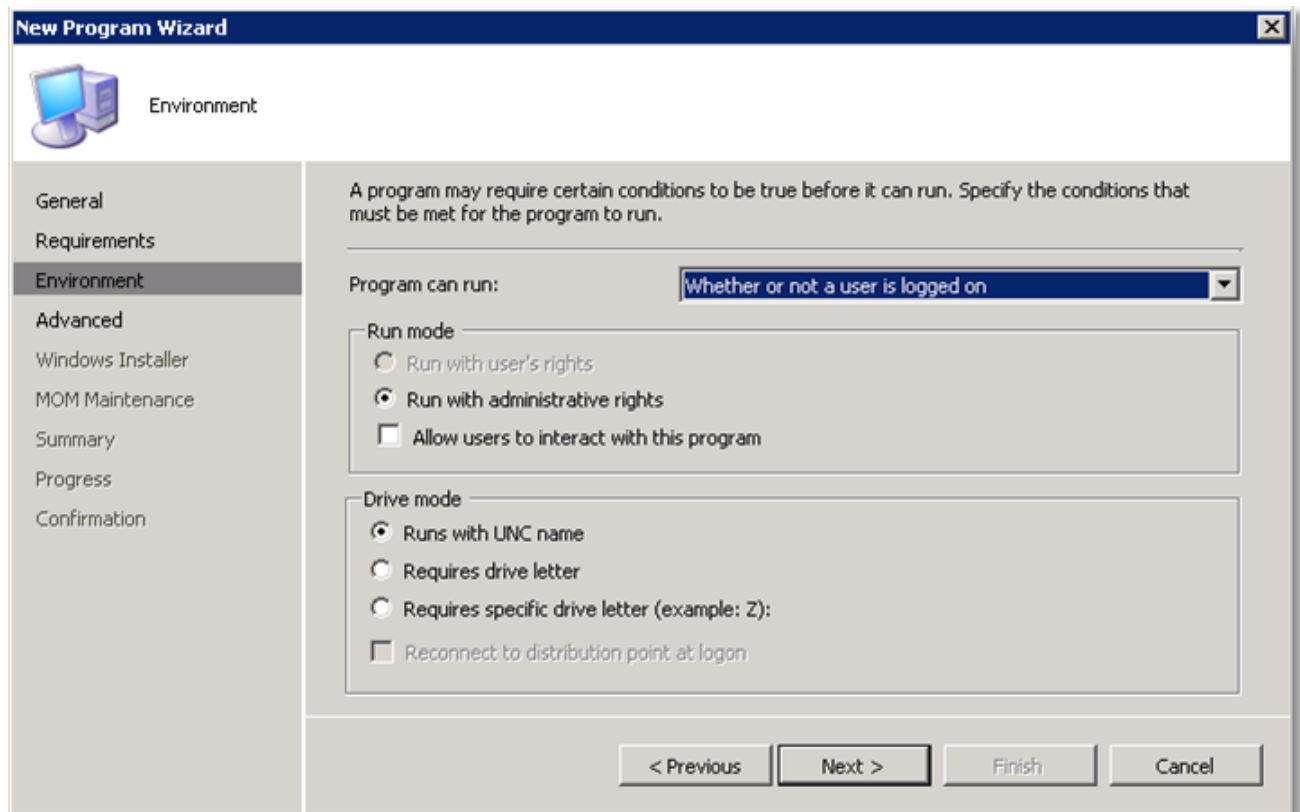 New Program Wizard
Environment
General
Requirements
Environment
Advanced
Windows Installer
MOM Maintenance
Summary
Progress
Confirmation
A program may require certain conditions to be true before it can run. Specify the conditions that
must be met for the program to run.
Program can run:
Whether or not a user is logged on
Run mode
Run with user's rights
Run with administrative rights
Allow users to interact with this program
Drive mode
Runs with UNC name
Requires drive letter
Requires specific drive letter (example: Z):
Reconnect to distribution point at logon
< Previous
Next >
Finish
Cancel